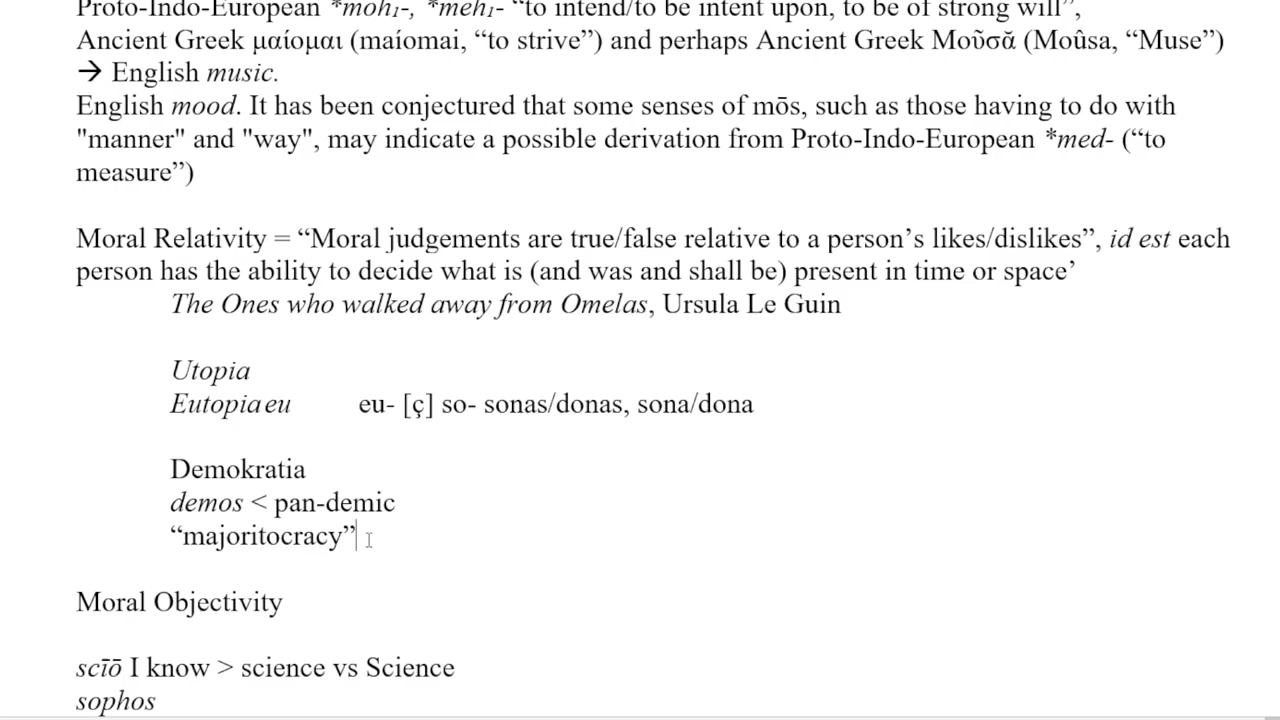 Proto-Indo-European *moh₁-, *meh₁- “to intend/to be intent upon, to be of strong will”,
Ancient Greek μαίομαι (maíomai, “to strive”) and perhaps Ancient Greek Μοῦσᾰ (Moûsa, “Muse”)
→ English music.
English mood. It has been conjectured that some senses of mōs, such as those having to do with
"manner" and "way", may indicate a possible derivation from Proto-Indo-European *med- (“to
measure”)
Moral Relativity = “Moral judgements are true/false relative to a person’s likes/dislikes”, id est each
person has the ability to decide what is (and was and shall be) present in time or space’
The Ones who walked away from Omelas, Ursula Le Guin
Utopia
Eutopia eu eu- [ç] so- sonas/donas, sona/dona
Demokratia
demos < pan-demic
“majoritocracy”
Moral Objectivity
scīō I know > science vs Science
sophos